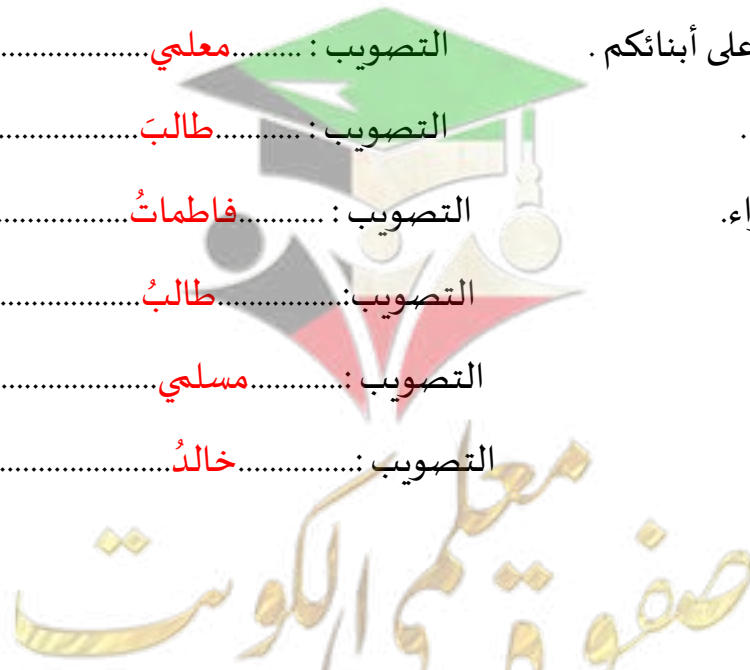 على أبنائكم . التصويب : .........معلمي....................
. التصويب : ...........طالبَ....................
اء. التصويب : ...........فاطماتُ....................
التصويب:................طالبُ....................
التصويب :............مسلمي....................
التصويب :..............خالدُ....................
صفوة معلمي الكويت